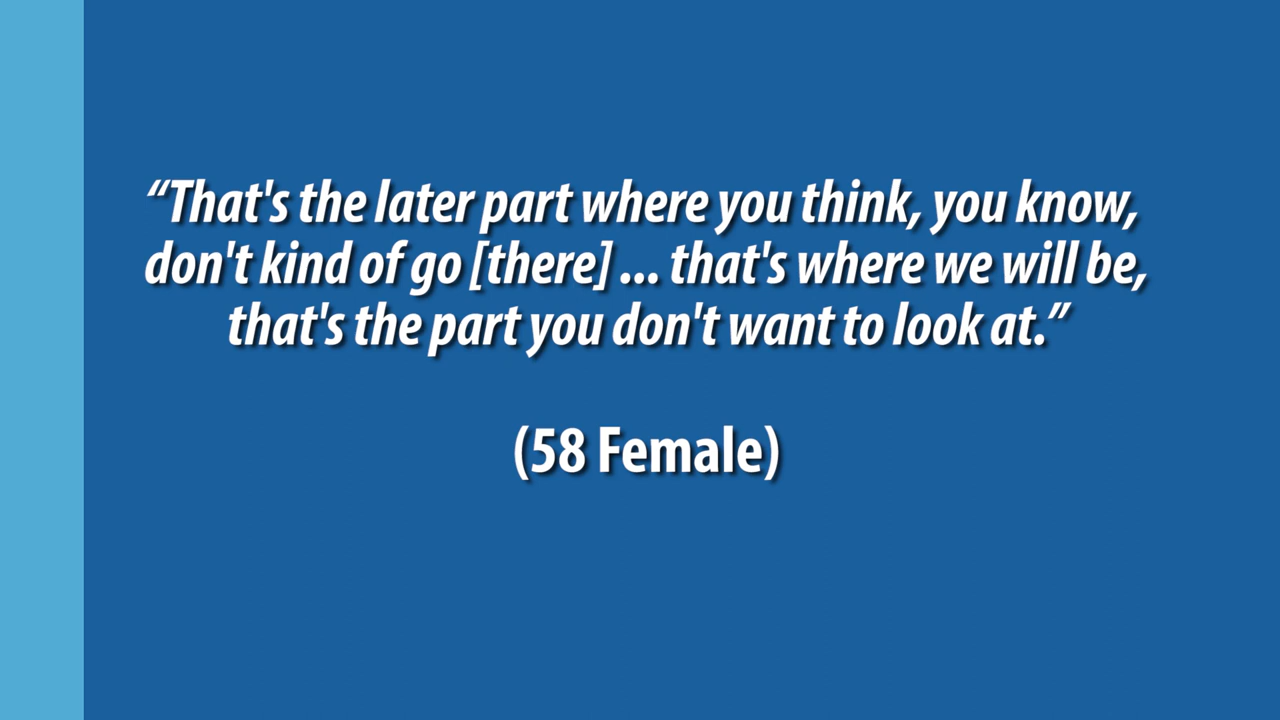 “That's the later part where you think, you know,
don't kind of go [there] ... that's where we will be,
that's the part you don't want to look at.”
(58 Female)